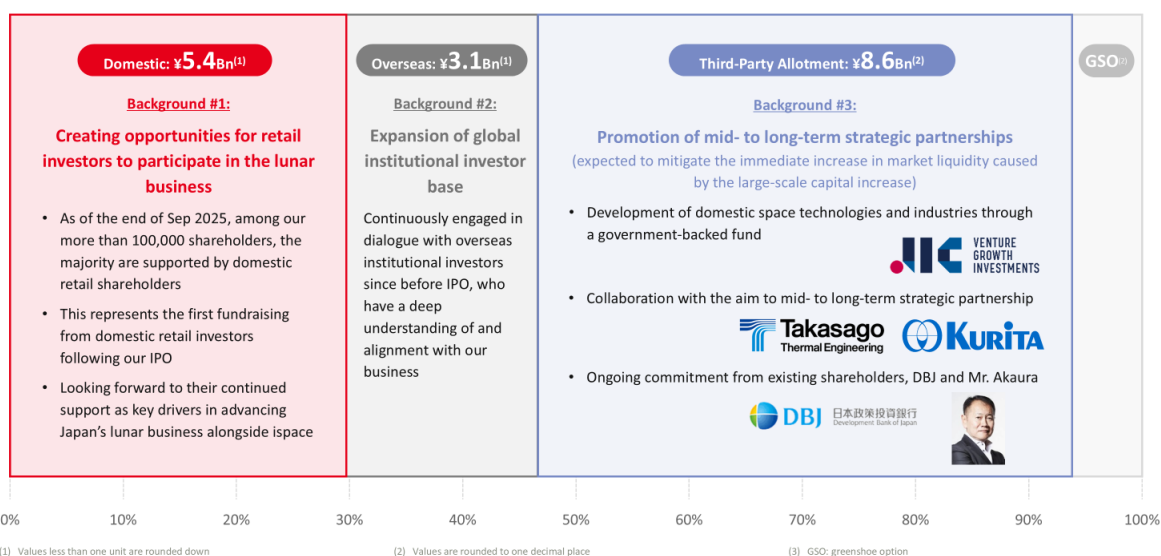 Domestic: ¥5.4Bn(1)
Background #1:
Creating opportunities for retail
investors to participate in the lunar
business
• As of the end of Sep 2025, among our
more than 100,000 shareholders, the
majority are supported by domestic
retail shareholders
• This represents the first fundraising
from domestic retail investors
following our IPO
• Looking forward to their continued
support as key drivers in advancing
Japan's lunar business alongside ispace
Overseas: ¥3.1Bn(1)
Background #2:
Expansion of global
institutional investor
base
Continuously engaged in
dialogue with overseas
institutional investors
since before IPO, who
have a deep
understanding of and
alignment with our
business
Third-Party Allotment: ¥8.6Bn(2)
Background #3:
Promotion of mid- to long-term strategic partnerships
(expected to mitigate the immediate increase in market liquidity caused
by the large-scale capital increase)
• Development of domestic space technologies and industries through
a government-backed fund
JIC VENTURE
GROWTH
INVESTMENTS
• Collaboration with the aim to mid- to long-term strategic partnership
Takasago
Thermal Engineering
KURITA
• Ongoing commitment from existing shareholders, DBJ and Mr. Akaura
DBJ 日本政策投資銀行
Development Bank of Japan
GSO(2)
0% 10% 20% 30% 40% 50% 60% 70% 80% 90% 100%
(1) Values less than one unit are rounded down
(2) Values are rounded to one decimal place
(3) GSO: greenshoe option